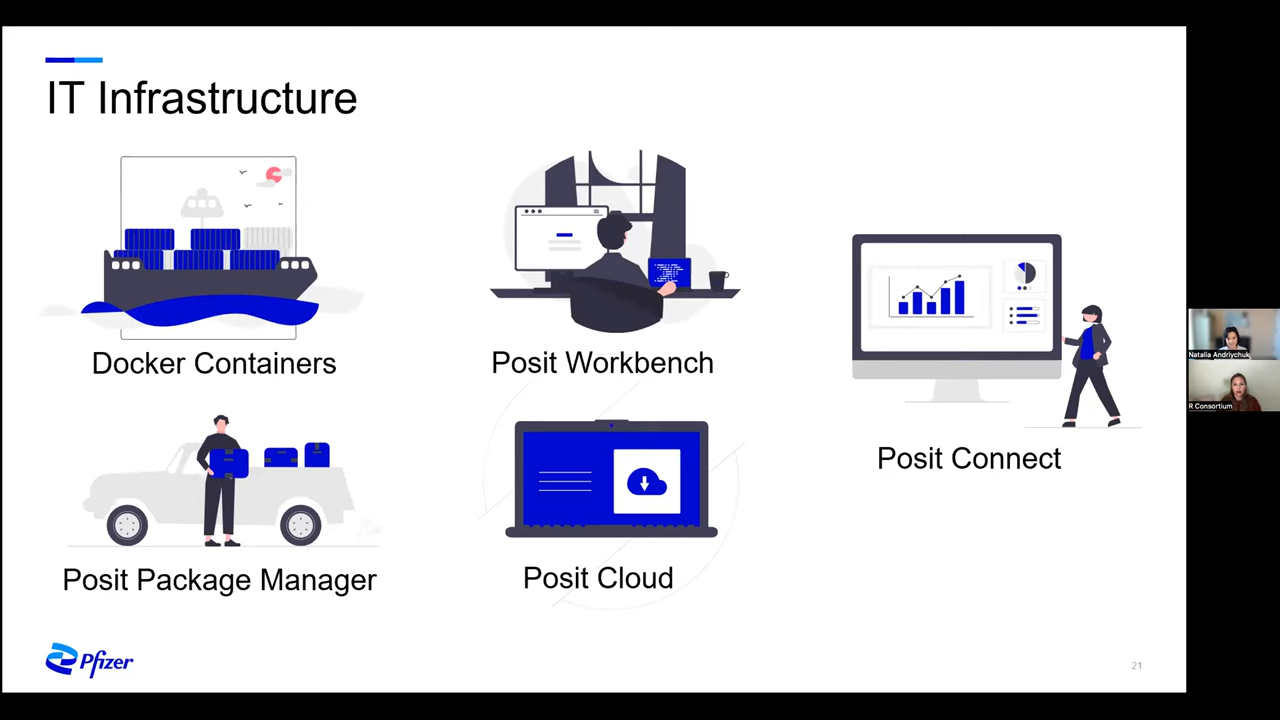 IT Infrastructure
Docker Containers
Posit Workbench
Posit Connect
Posit Package Manager
Posit Cloud
Pfizer
21
Natalia Andriychuk
R Consortium